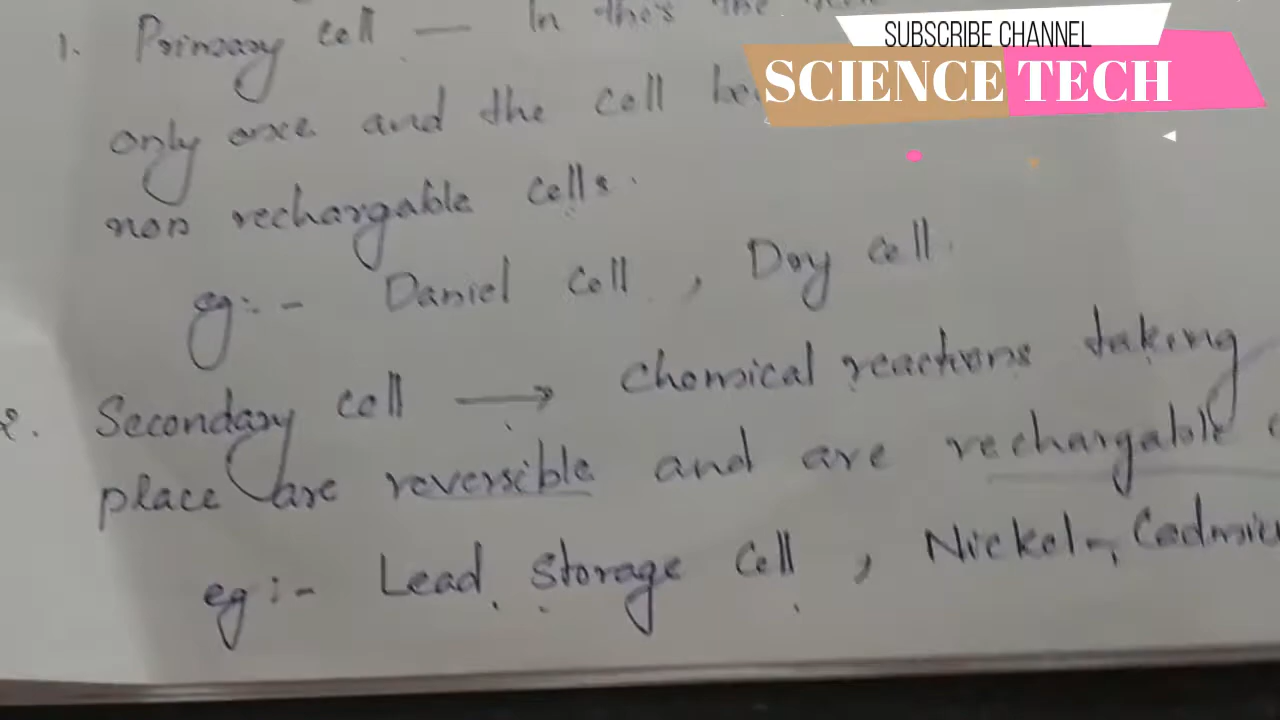 SUBSCRIBE CHANNEL
SCIENCE TECH
1. Primary cell — In the
only once and the cell
non rechargable cells.
eg:- Daniel cell, Dry cell.
2. Secondary cell → chemical reactions taking
place are reversible and are rechargable
eg:- Lead storage cell, Nickel-,